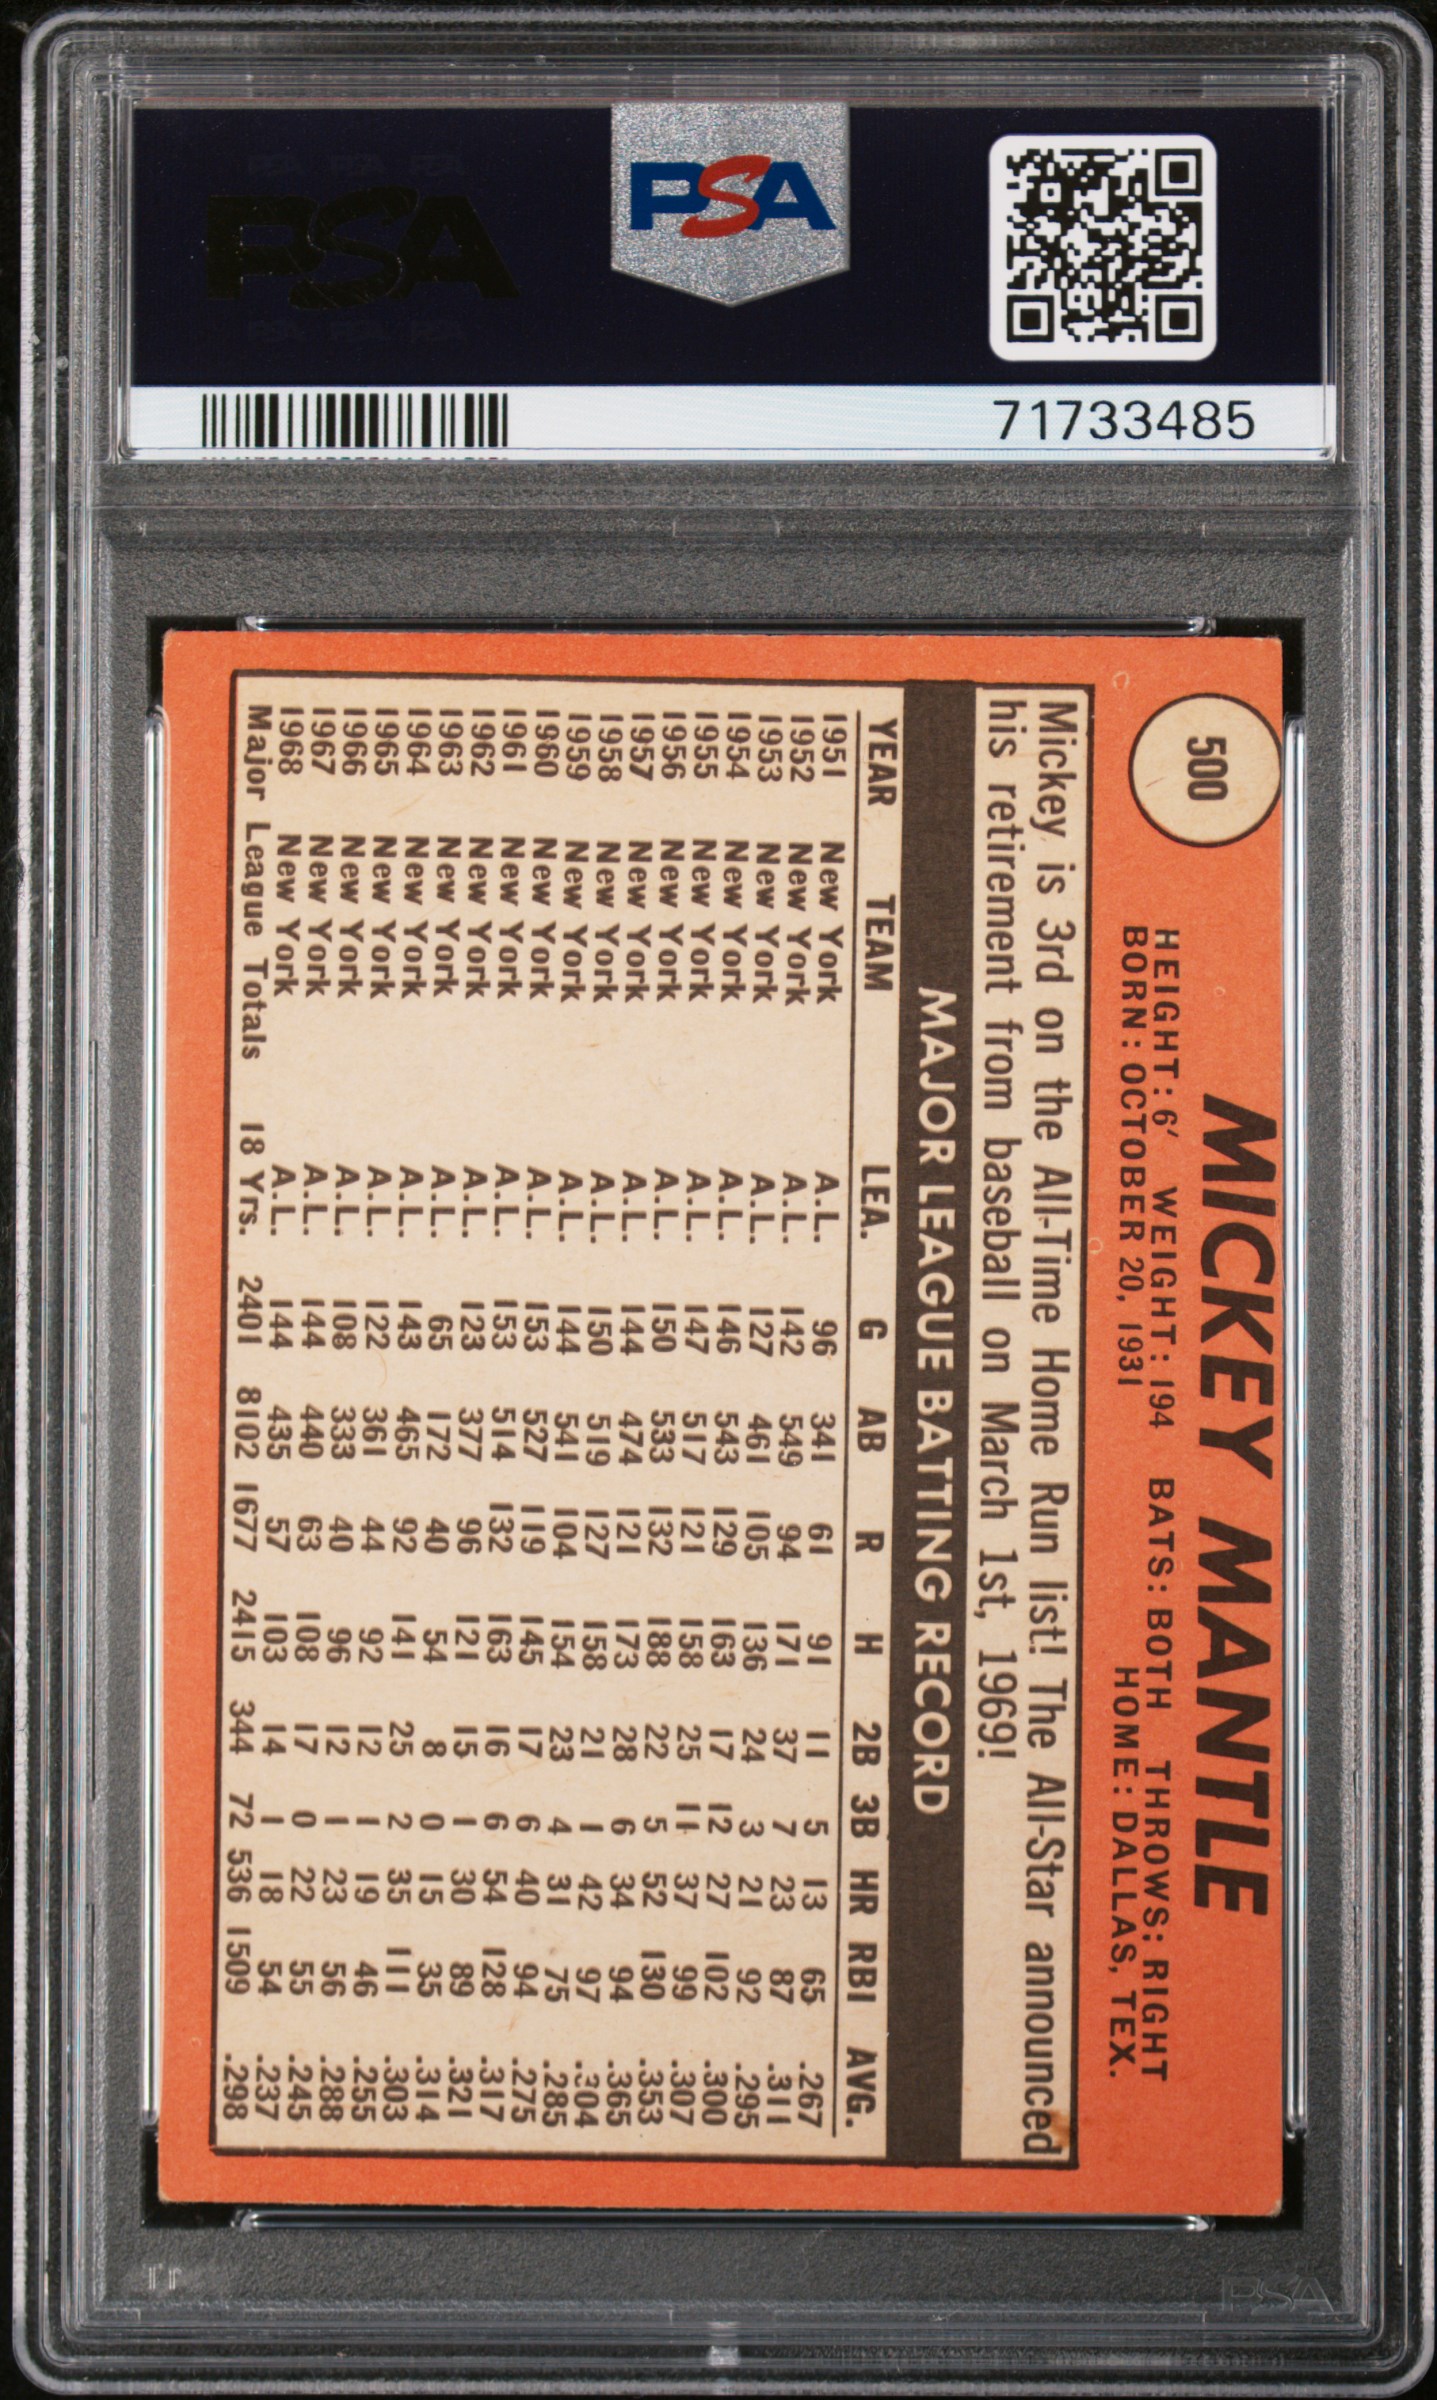 PSA
PSA
71733485
500
MICKEY MANTLE
HEIGHT: 6' WEIGHT: 194 BATS: BOTH THROWS: RIGHT
BORN: OCTOBER 20, 1931 HOME: DALLAS, TEX.
Mickey is 3rd on the All-Time Home Run list! The All-Star announced
his retirement from baseball on March 1st, 1969!
MAJOR LEAGUE BATTING RECORD
YEAR TEAM LEA. G AB R H 2B 3B HR RBI AVG.
1951 New York A.L. 96 341 61 91 11 5 13 65 .267
1952 New York A.L. 142 549 94 171 37 7 23 87 .311
1953 New York A.L. 127 461 105 136 24 3 21 92 .295
1954 New York A.L. 146 543 129 163 17 12 27 102 .300
1955 New York A.L. 147 517 121 158 25 11 37 99 .307
1956 New York A.L. 150 533 132 188 22 5 52 130 .353
1957 New York A.L. 144 474 121 173 28 6 34 94 .365
1958 New York A.L. 150 519 127 158 21 1 42 97 .304
1959 New York A.L. 144 541 104 154 23 4 31 75 .285
1960 New York A.L. 153 527 119 145 17 6 40 94 .275
1961 New York A.L. 153 514 132 163 16 6 54 128 .317
1962 New York A.L. 123 377 96 121 15 1 30 89 .321
1963 New York A.L. 65 172 40 54 8 0 15 35 .314
1964 New York A.L. 143 465 92 141 25 2 35 111 .303
1965 New York A.L. 122 361 44 92 12 1 19 46 .255
1966 New York A.L. 108 333 40 96 12 1 23 56 .288
1967 New York A.L. 144 440 63 108 17 0 22 55 .245
1968 New York A.L. 144 435 57 103 14 1 18 54 .237
Major League Totals 18 Yrs. 2401 8102 1677 2415 344 72 536 1509 .298
PSA